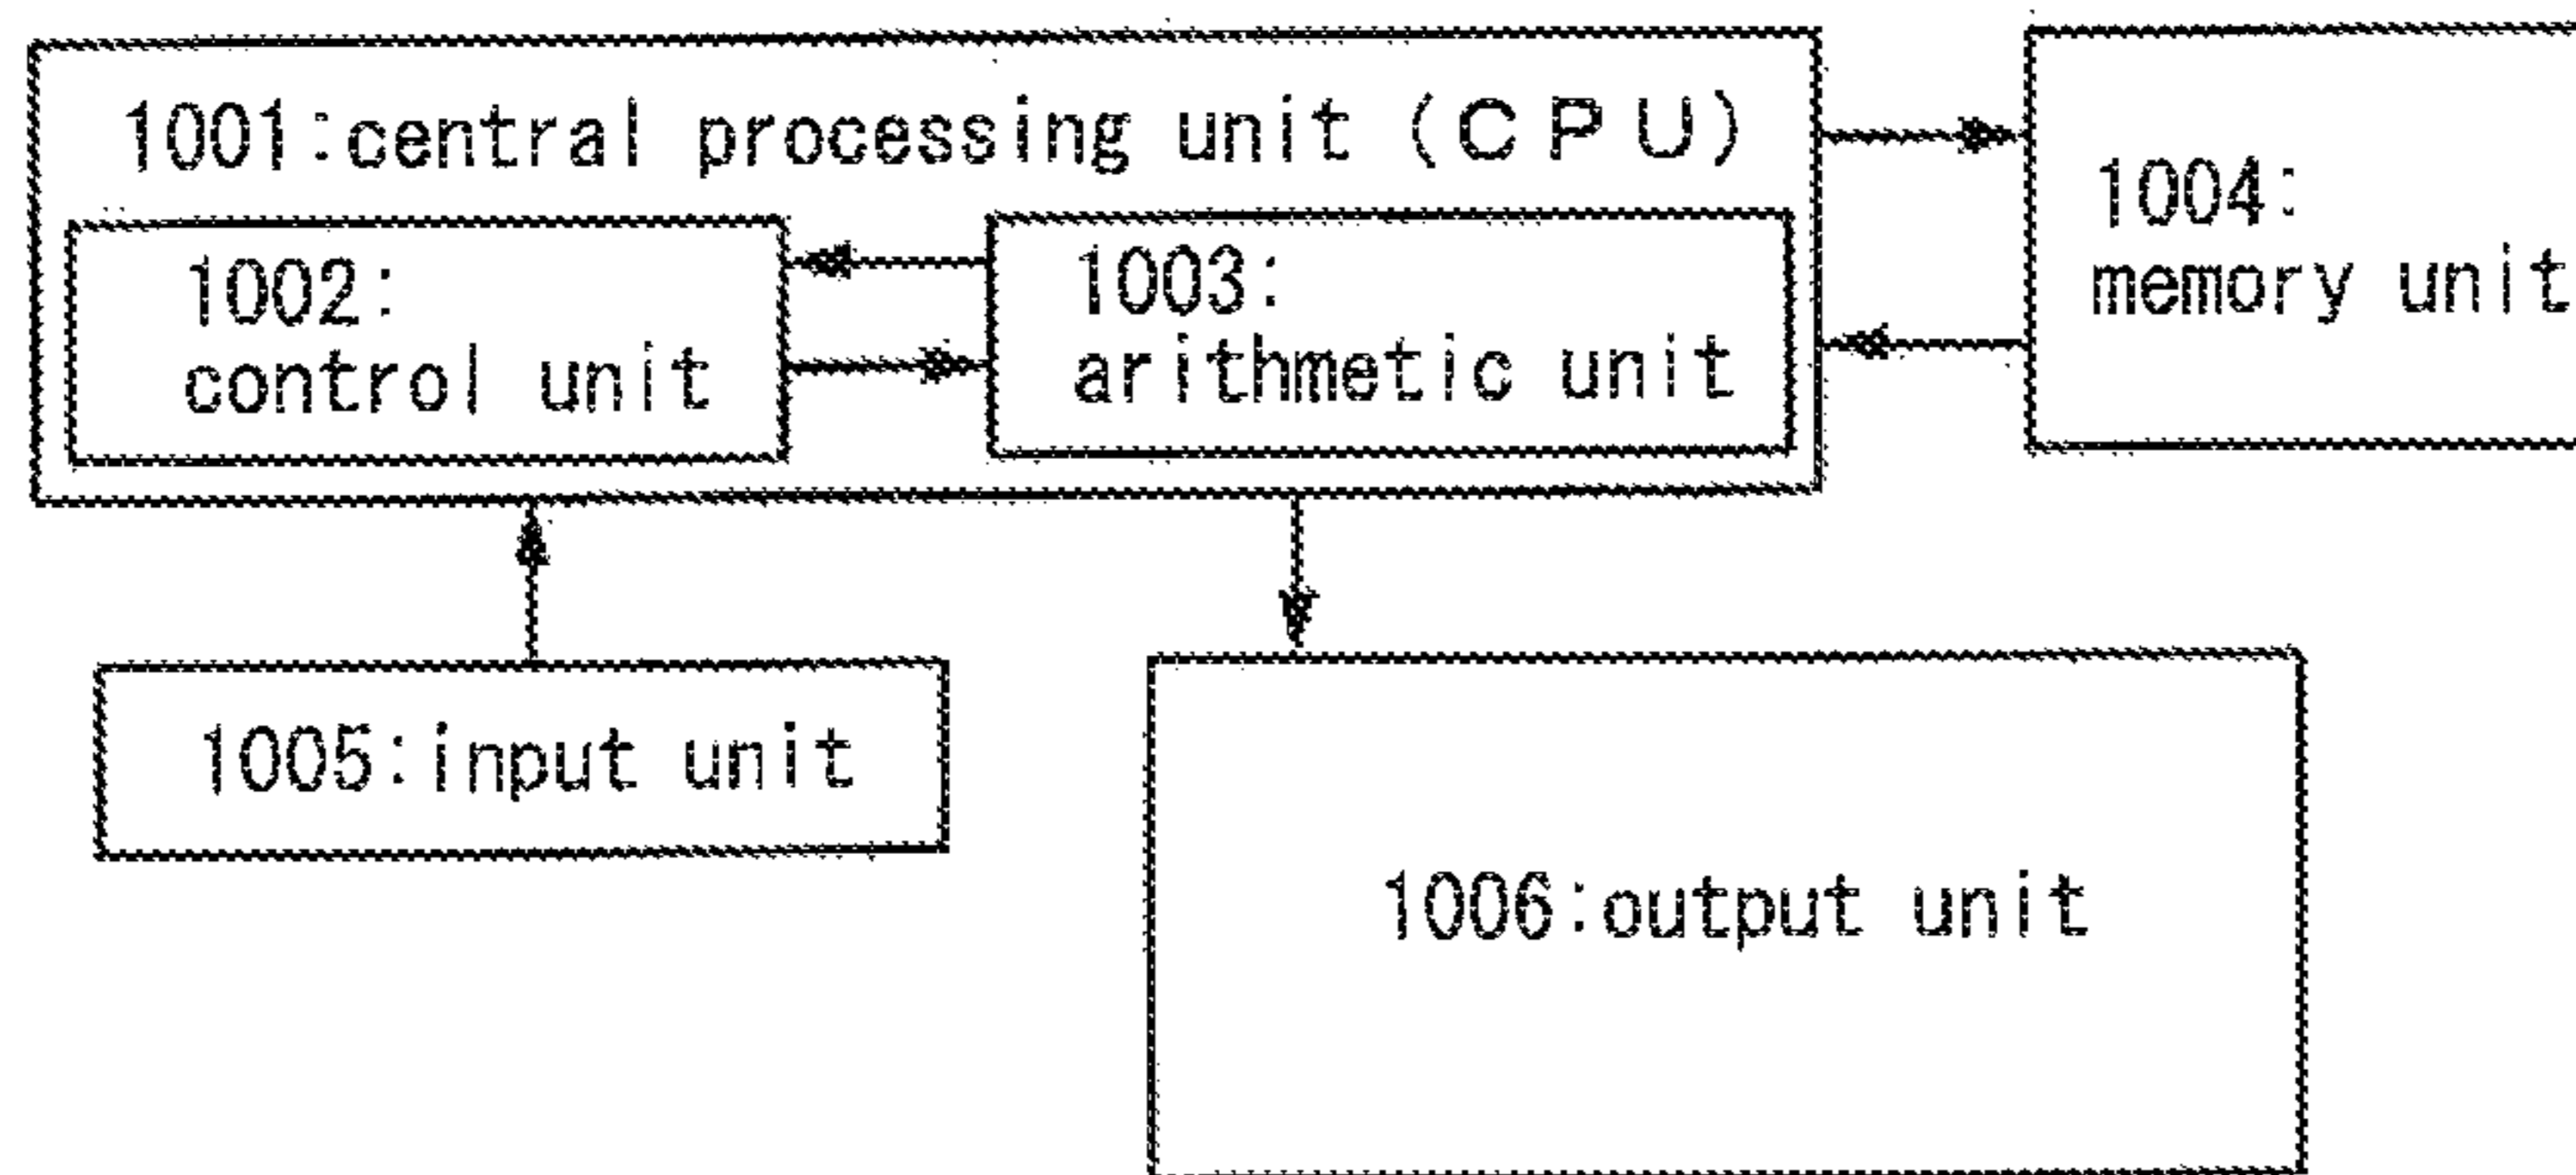 1001:central processing unit (CPU)
1002:
control unit
1003:
arithmetic unit
1004:
memory unit
1005:input unit
1006:output unit